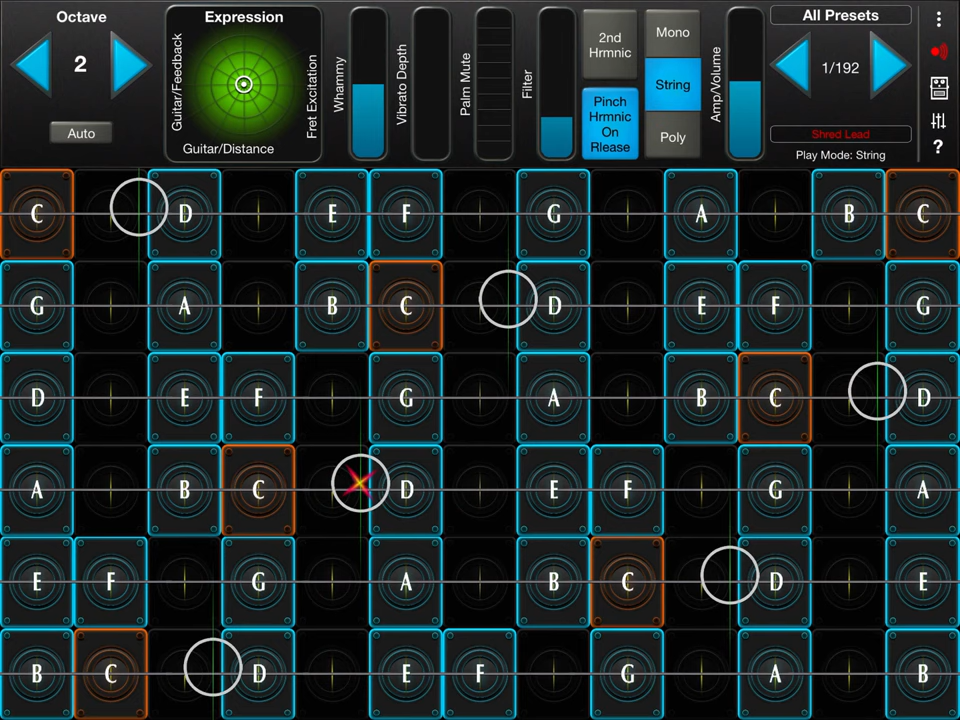 Octave
2
Auto
Expression
Guitar/Feedback
Fret Excitation
Guitar/Distance
Whammy
Vibrato Depth
Palm Mute
Filter
2nd
Hrmnic
Pinch
Hrmnic
On
Rlease
Mono
String
Poly
Amp/Volume
All Presets
1/192
Shred Lead
Play Mode: String
?
C D E F G A B C
G A B C D E F G
D E F G A B C D
A B C D E F G A
E F G A B C D E
B C D E F G A B